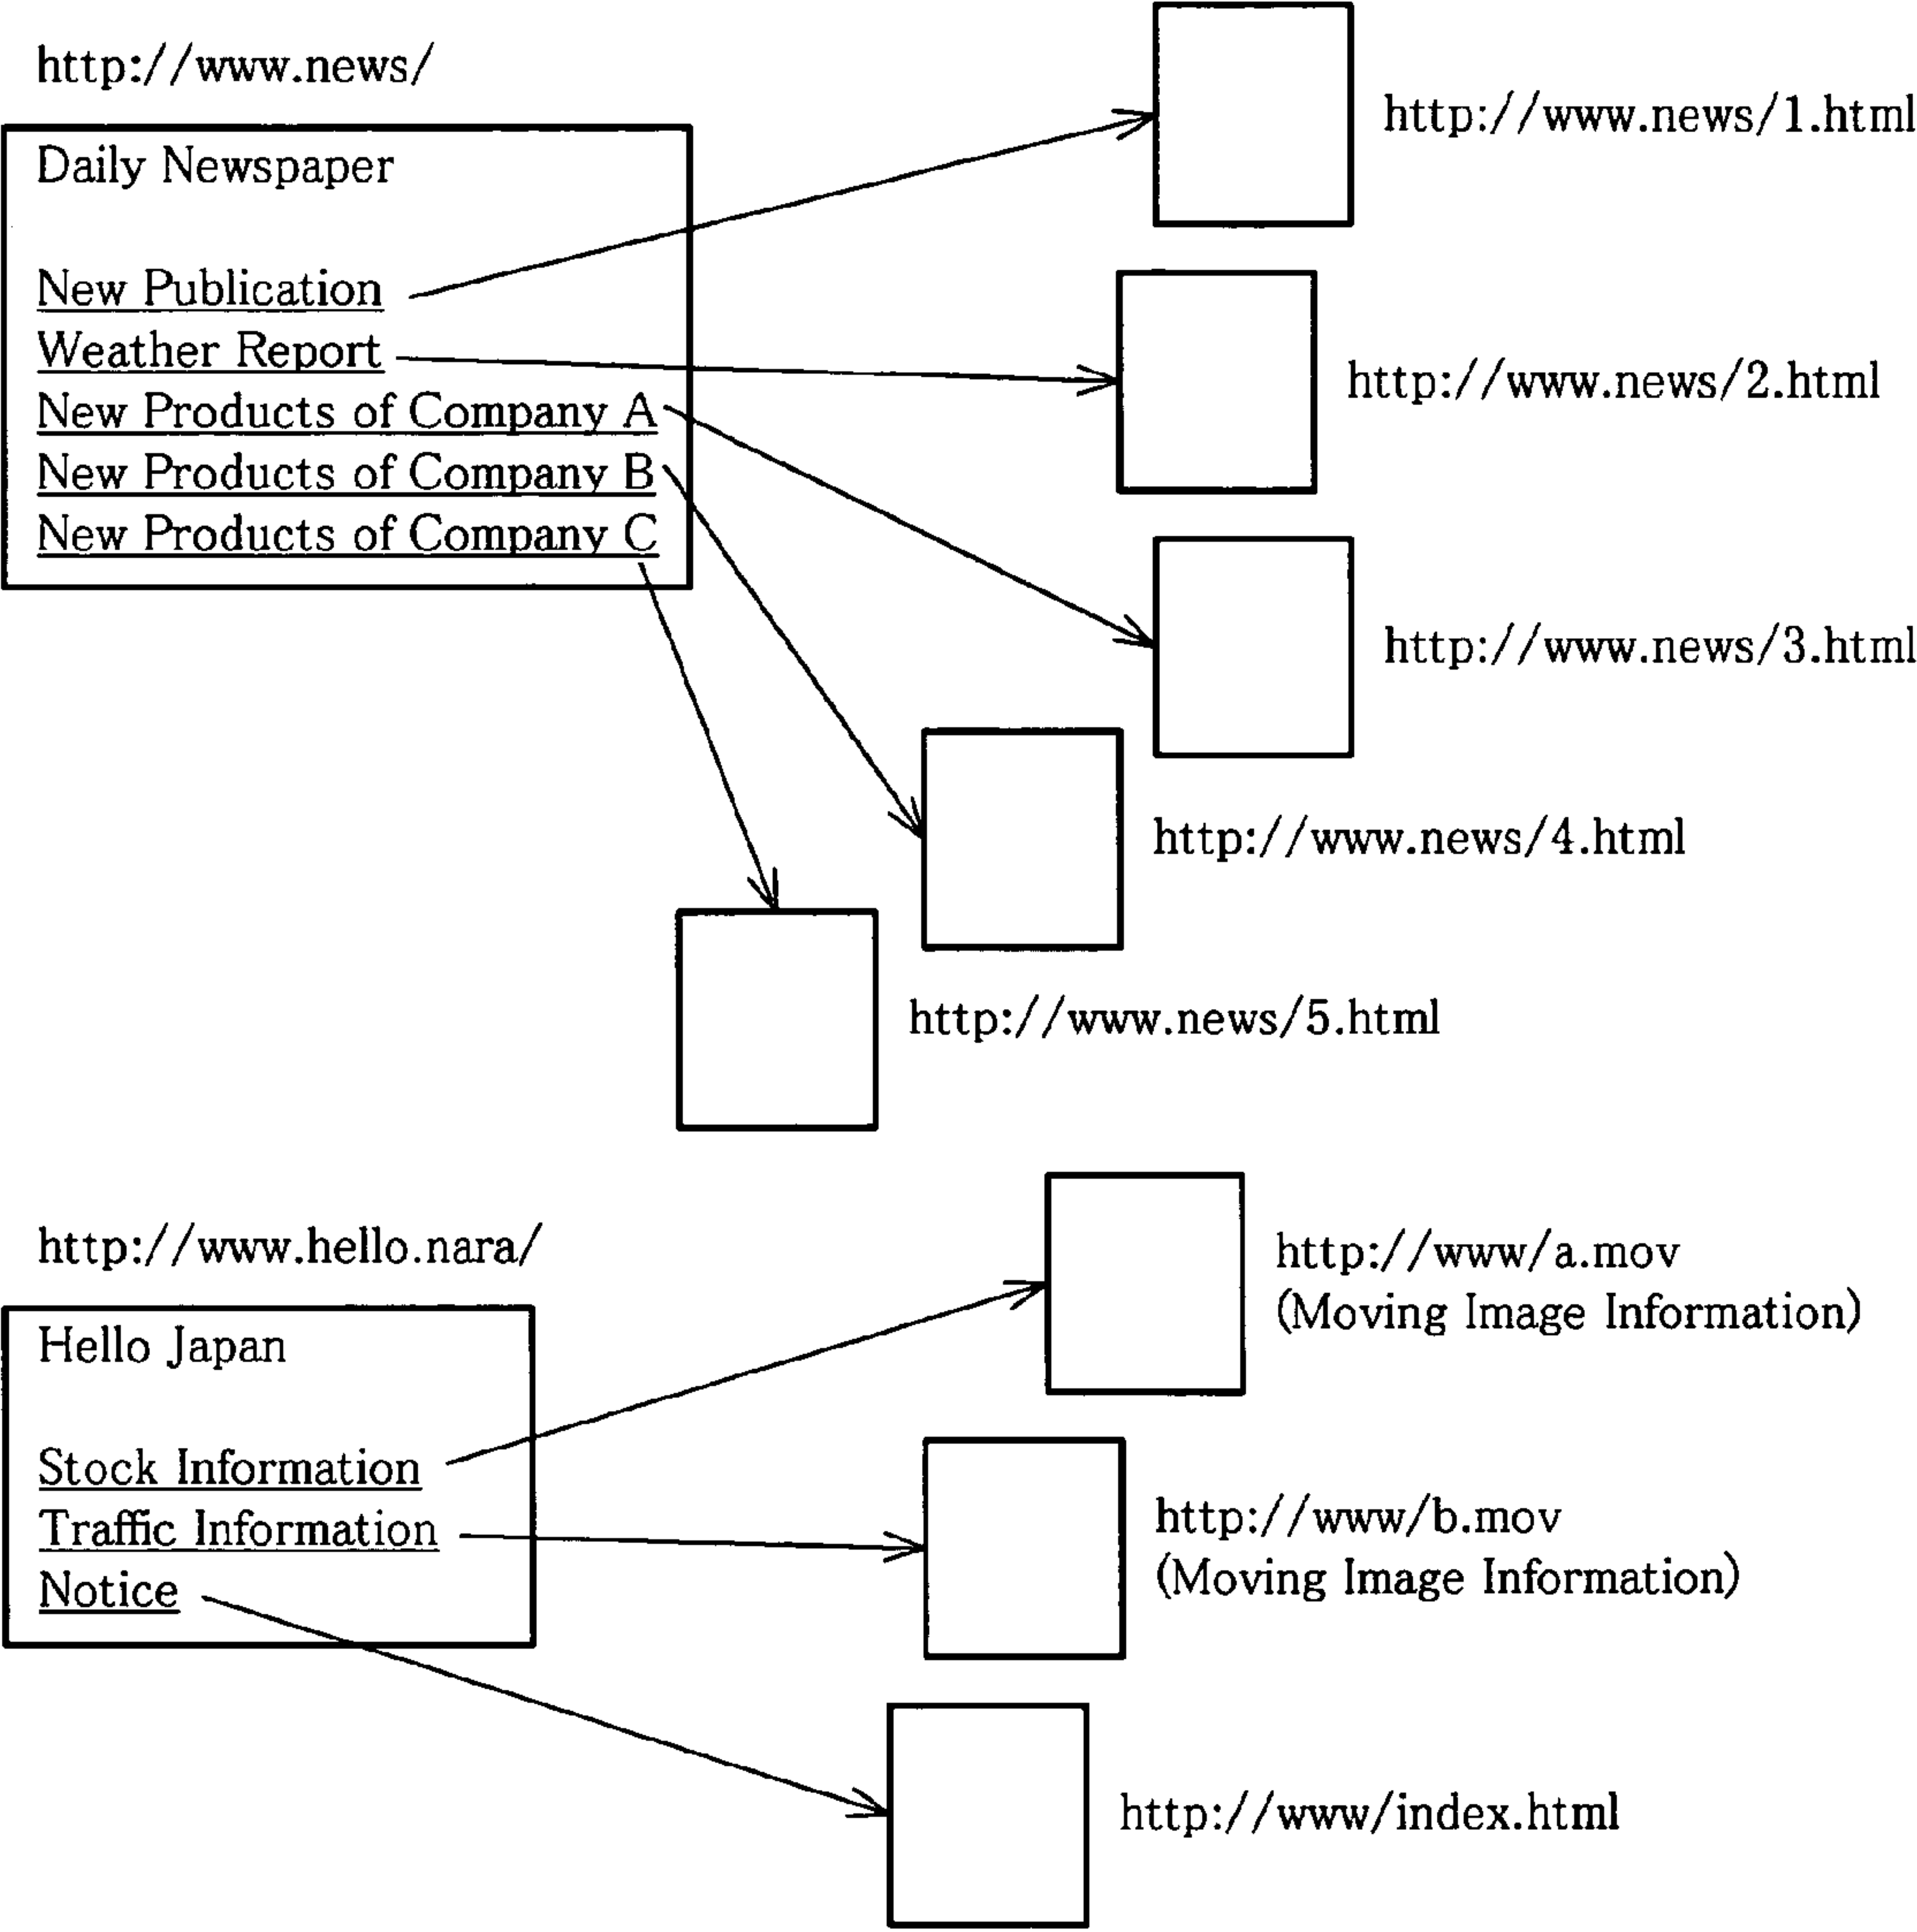 http://www.news/
Daily Newspaper
New Publication
Weather Report
New Products of Company A
New Products of Company B
New Products of Company C
http://www.news/1.html
http://www.news/2.html
http://www.news/3.html
http://www.news/4.html
http://www.news/5.html
http://www.hello.nara/
Hello Japan
Stock Information
Traffic Information
Notice
http://www/a.mov
(Moving Image Information)
http://www/b.mov
(Moving Image Information)
http://www/index.html